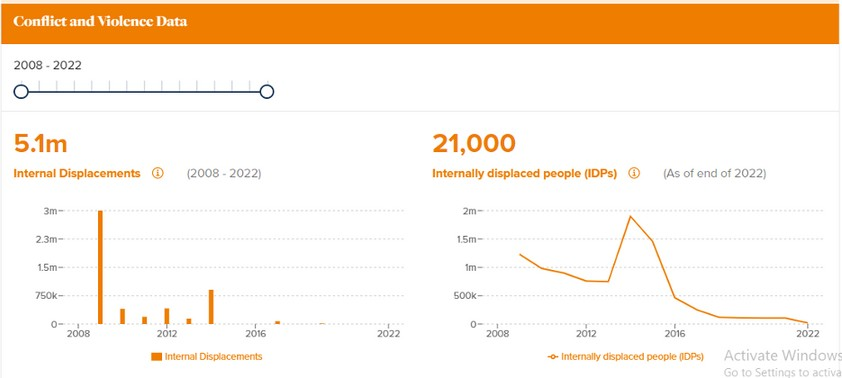 Conflict and Violence Data
2008 - 2022
5.1m
Internal Displacements (2008 - 2022)
3m
2.3m
1.5m
750k
0
2008 2012 2016 2022
Internal Displacements
21,000
Internally displaced people (IDPs) (As of end of 2022)
2m
1.5m
1m
500k
0
2008 2012 2016 2022
Internally displaced people (IDPs)
Activate Windows
Go to Settings to activa